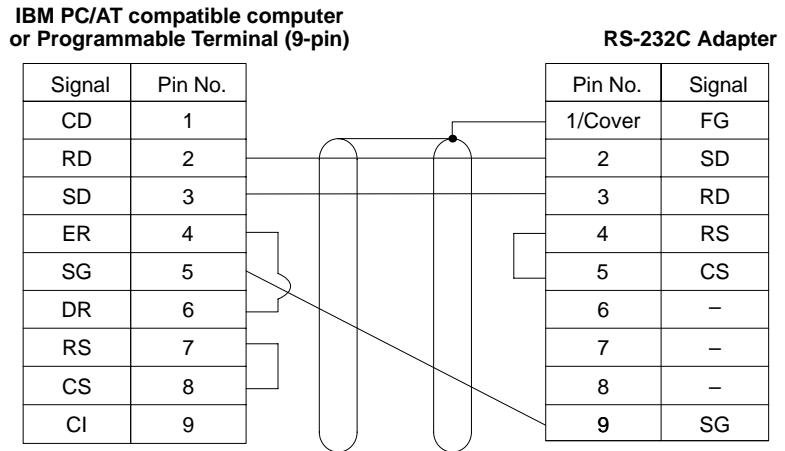 IBM PC/AT compatible computer
or Programmable Terminal (9-pin)
RS-232C Adapter
Signal Pin No.
CD 1
RD 2
SD 3
ER 4
SG 5
DR 6
RS 7
CS 8
CI 9
Pin No. Signal
1/Cover FG
2 SD
3 RD
4 RS
5 CS
6 –
7 –
8 –
9 SG